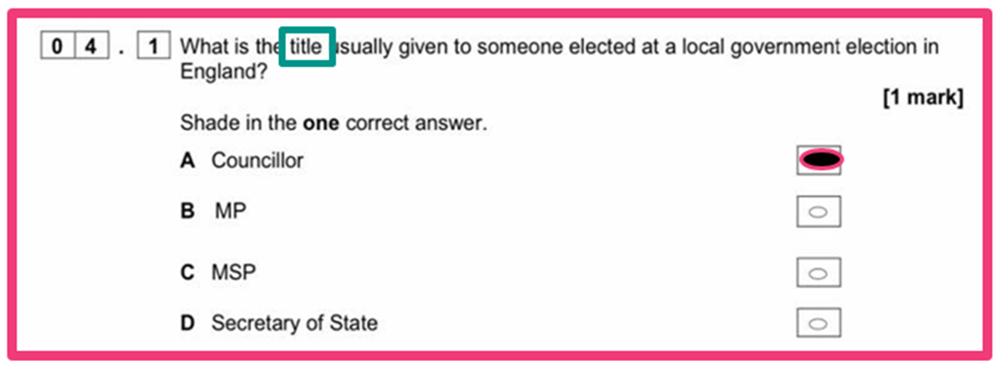 0 4 . 1 What is the title usually given to someone elected at a local government election in
England?
[1 mark]
Shade in the one correct answer.
A Councillor
B MP
C MSP
D Secretary of State